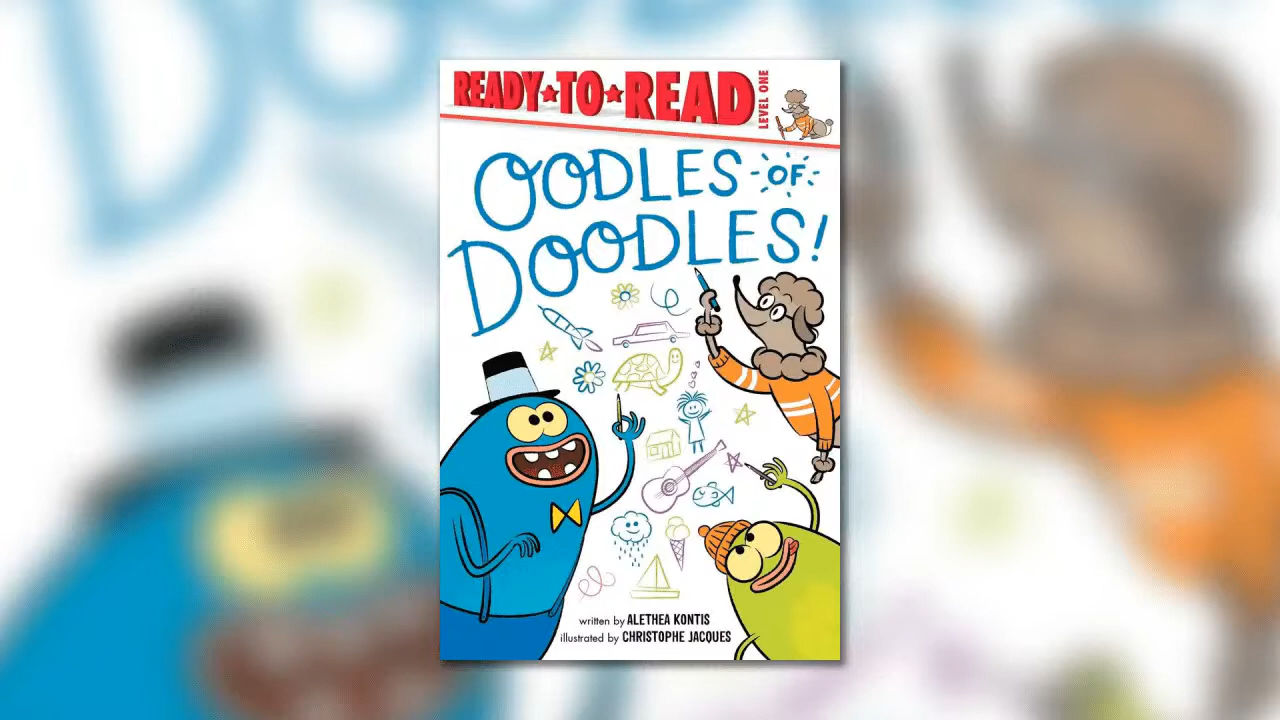 READY★TO★READ
LEVEL ONE
OODLES OF
DOODLES!
written by ALETHEA KONTIS
illustrated by CHRISTOPHE JACQUES